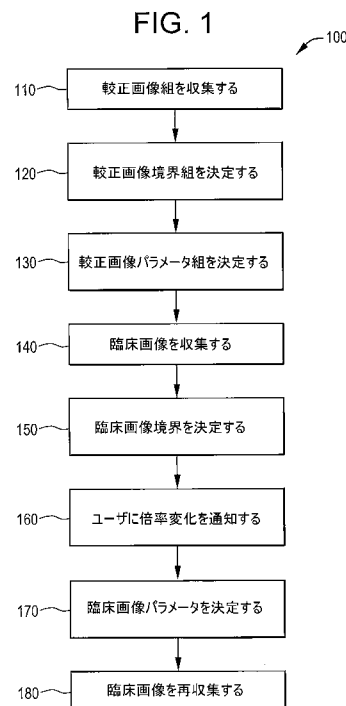 FIG. 1
100
110 較正画像組を収集する
120 較正画像境界組を決定する
130 較正画像パラメータ組を決定する
140 臨床画像を収集する
150 臨床画像境界を決定する
160 ユーザに倍率変化を通知する
170 臨床画像パラメータを決定する
180 臨床画像を再収集する